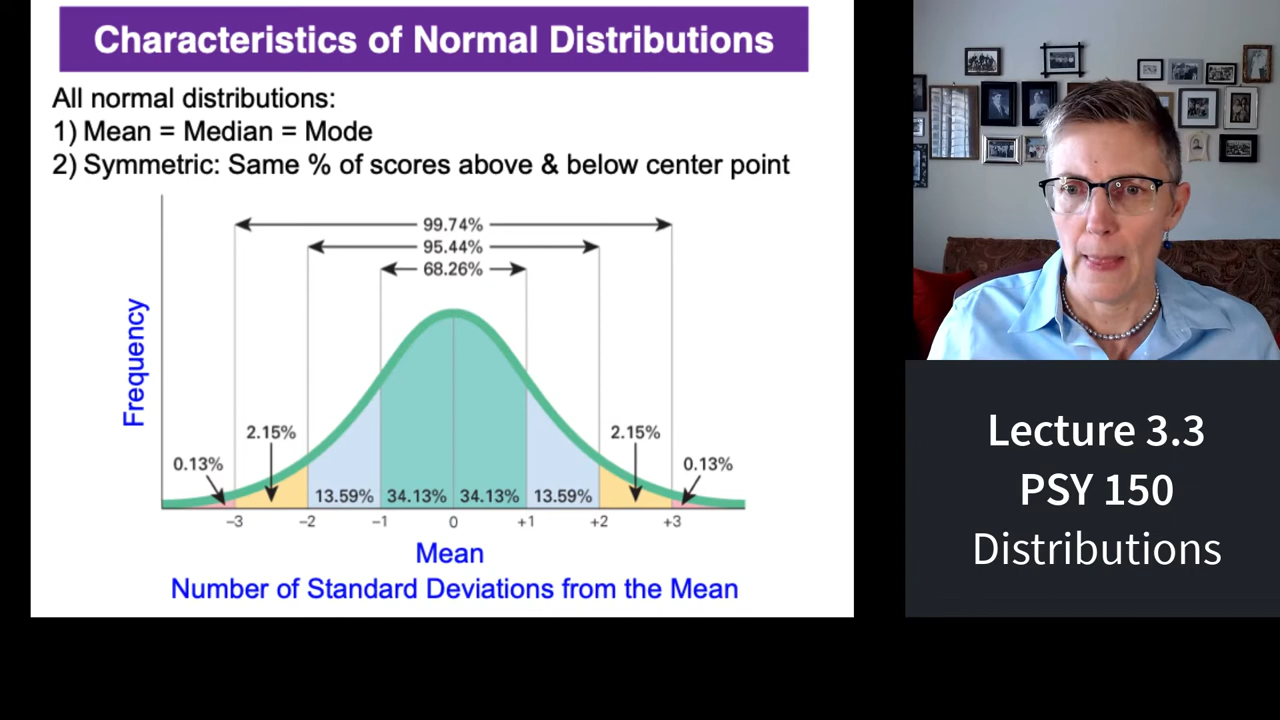 Characteristics of Normal Distributions
All normal distributions:
1) Mean = Median = Mode
2) Symmetric: Same % of scores above & below center point
99.74%
95.44%
68.26%
Frequency
2.15%
2.15%
0.13%
0.13%
13.59%
34.13%
34.13%
13.59%
−3
−2
−1
0
+1
+2
+3
Mean
Number of Standard Deviations from the Mean
Lecture 3.3
PSY 150
Distributions